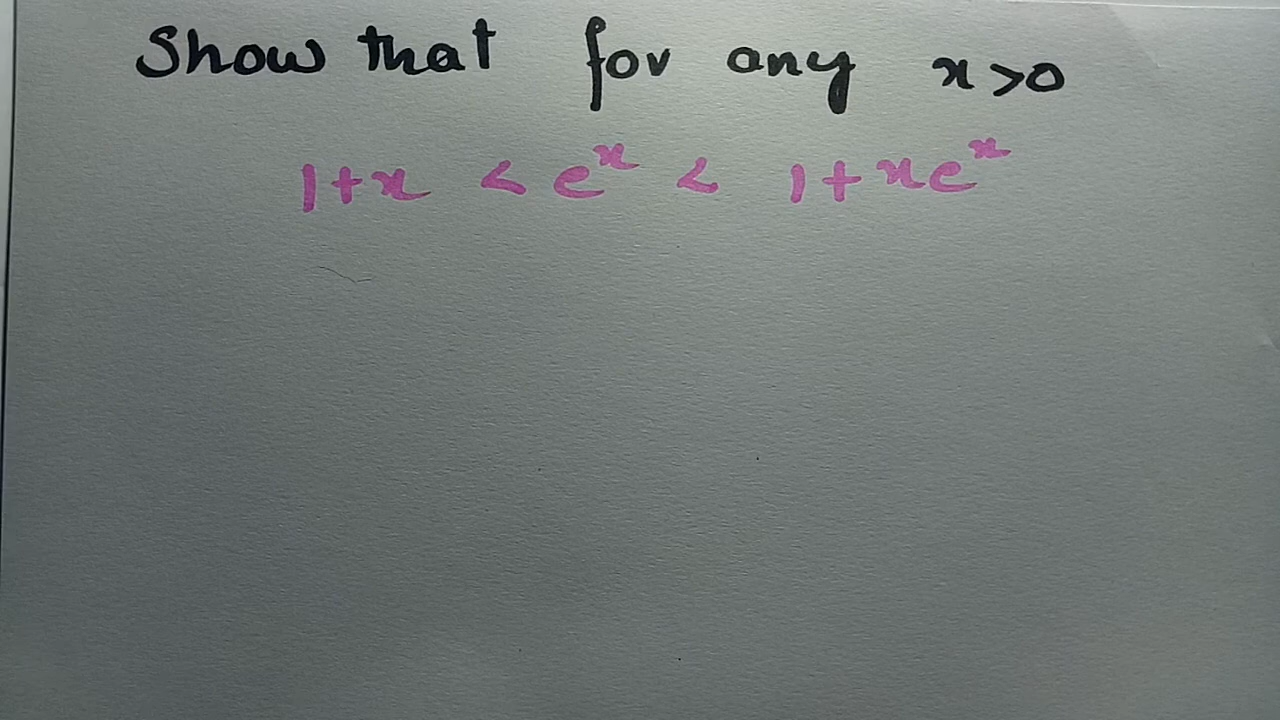 Show that for any x>0
1+x < e^x < 1+xe^x